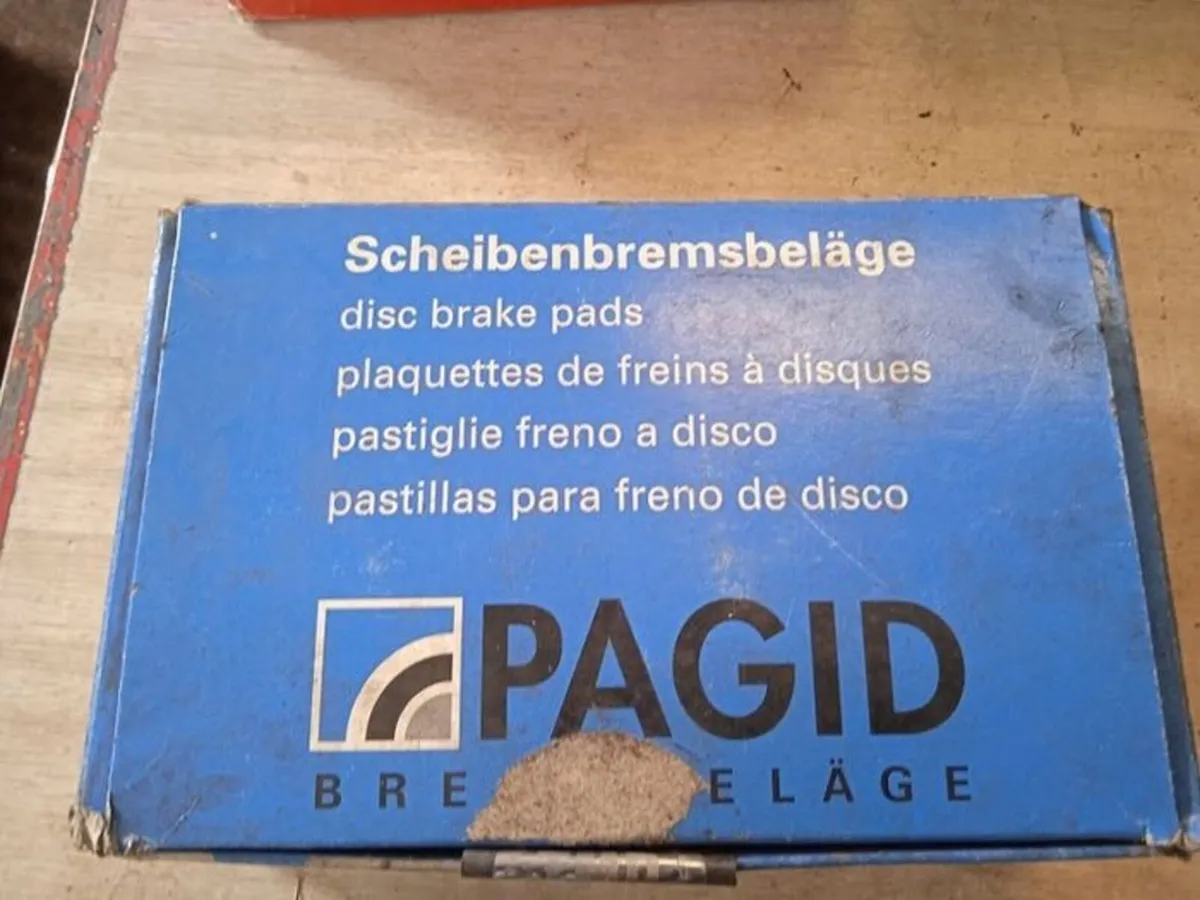 Scheibenbremsbeläge
disc brake pads
plaquettes de freins à disques
pastiglie freno a disco
pastillas para freno de disco
PAGID